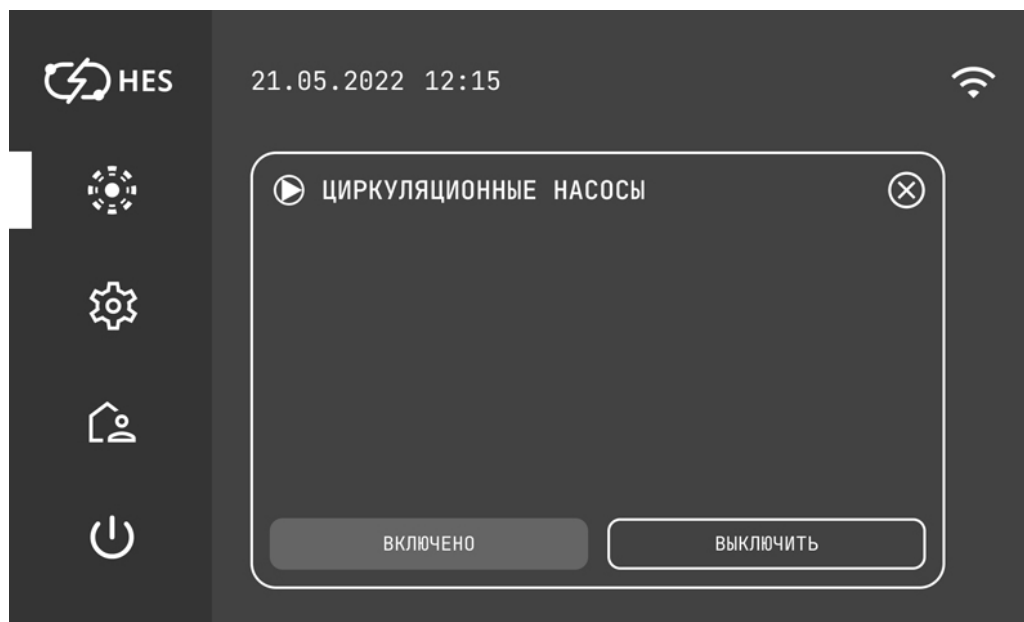 HES
21.05.2022 12:15
ЦИРКУЛЯЦИОННЫЕ НАСОСЫ
ВКЛЮЧЕНО
ВЫКЛЮЧИТЬ